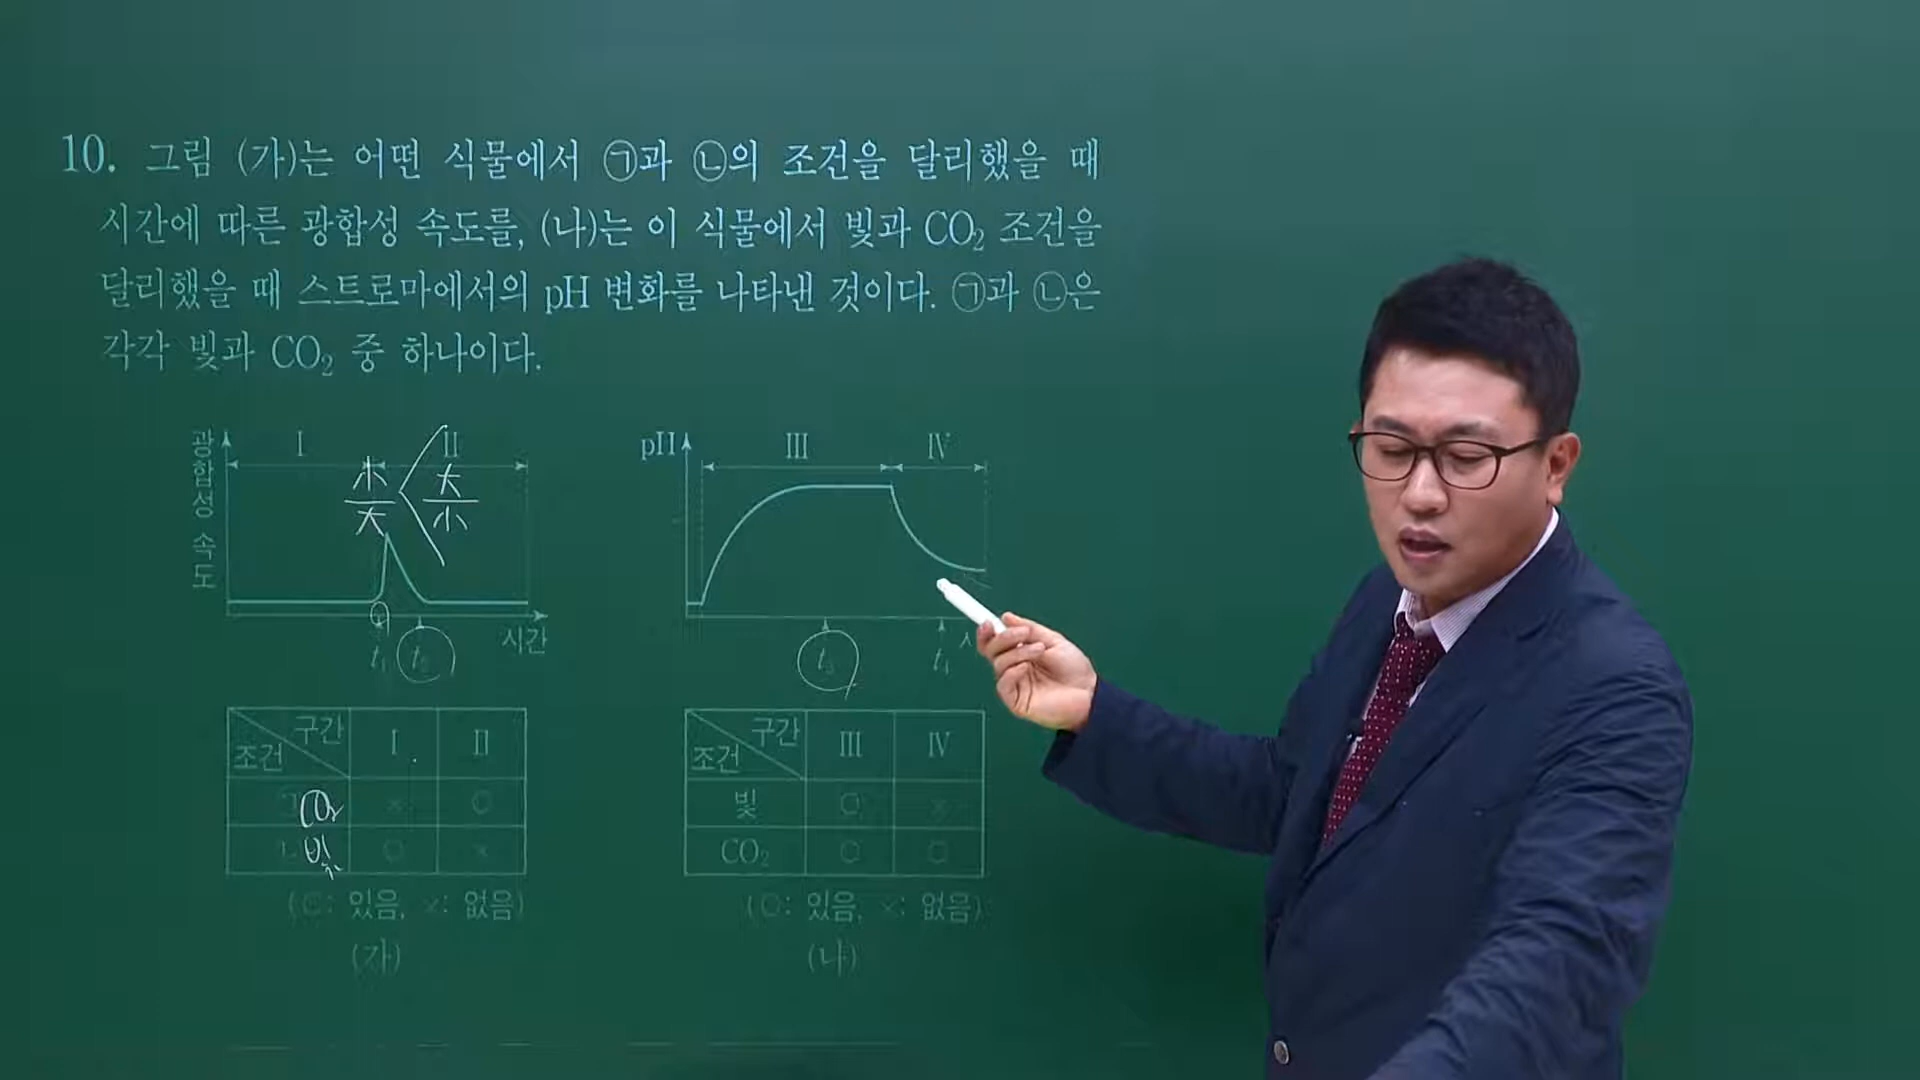 10. 그림 (가)는 어떤 식물에서 ㉠과 ㉡의 조건을 달리했을 때
시간에 따른 광합성 속도를, (나)는 이 식물에서 빛과 CO₂ 조건을
달리했을 때 스트로마에서의 pH 변화를 나타낸 것이다. ㉠과 ㉡은
각각 빛과 CO₂ 중 하나이다.
광합성 속도
I
II
小
大
大
小
t₁
t₂
시간
구간
조건
I
II
㉠ CO₂
×
○
㉡ 빛
○
×
(○: 있음, ×: 없음)
(가)
pH
III
IV
t₃
t₄
구간
조건
III
IV
빛
○
×
CO₂
○
○
(○: 있음, ×: 없음)
(나)